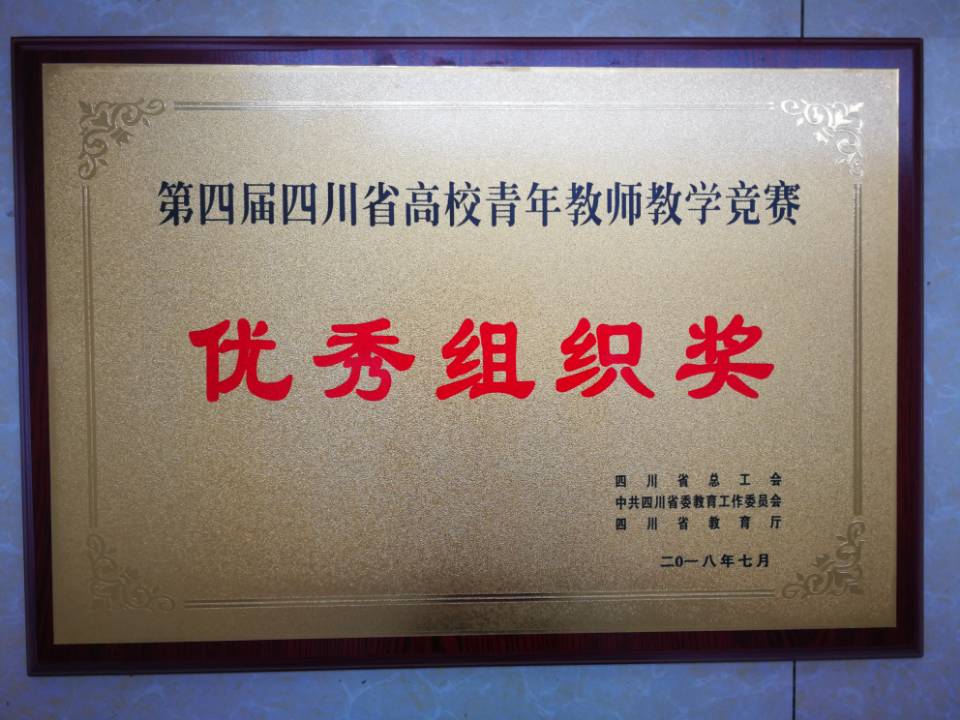 第四届四川省高校青年教师教学竞赛
优秀组织奖
四川省总工会
中共四川省委教育工作委员会
四川省教育厅
二0一八年七月